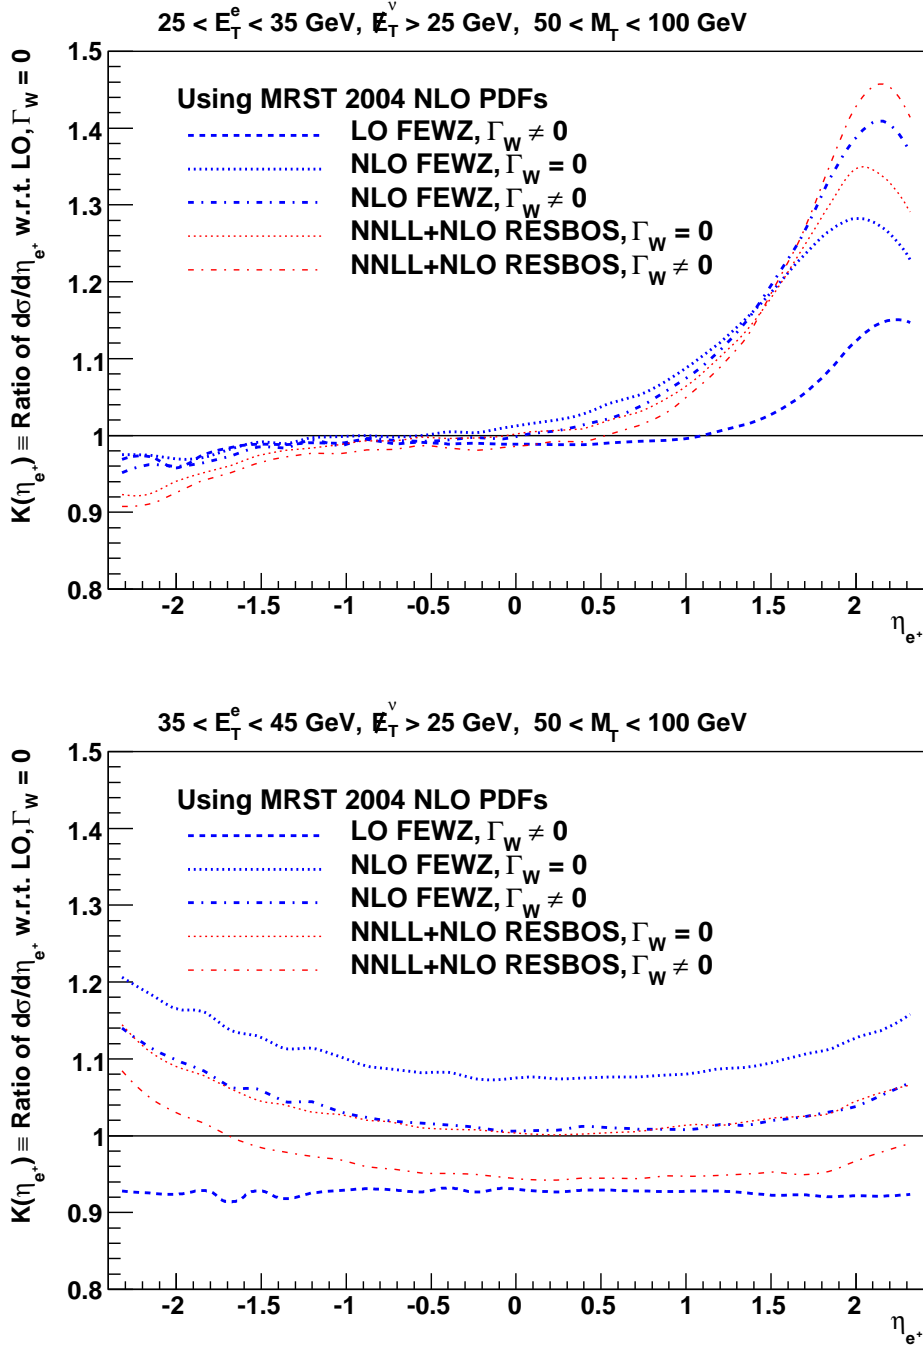 25 < E_T^e < 35 GeV, E̸_T^ν > 25 GeV, 50 < M_T < 100 GeV
K(η_e⁺) ≡ Ratio of dσ/dη_e⁺ w.r.t. LO, Γ_W = 0
1.5
1.4
1.3
1.2
1.1
1
0.9
0.8
Using MRST 2004 NLO PDFs
LO FEWZ, Γ_W ≠ 0
NLO FEWZ, Γ_W = 0
NLO FEWZ, Γ_W ≠ 0
NNLL+NLO RESBOS, Γ_W = 0
NNLL+NLO RESBOS, Γ_W ≠ 0
-2 -1.5 -1 -0.5 0 0.5 1 1.5 2
η_e⁺
35 < E_T^e < 45 GeV, E̸_T^ν > 25 GeV, 50 < M_T < 100 GeV
K(η_e⁺) ≡ Ratio of dσ/dη_e⁺ w.r.t. LO, Γ_W = 0
1.5
1.4
1.3
1.2
1.1
1
0.9
0.8
Using MRST 2004 NLO PDFs
LO FEWZ, Γ_W ≠ 0
NLO FEWZ, Γ_W = 0
NLO FEWZ, Γ_W ≠ 0
NNLL+NLO RESBOS, Γ_W = 0
NNLL+NLO RESBOS, Γ_W ≠ 0
-2 -1.5 -1 -0.5 0 0.5 1 1.5 2
η_e⁺